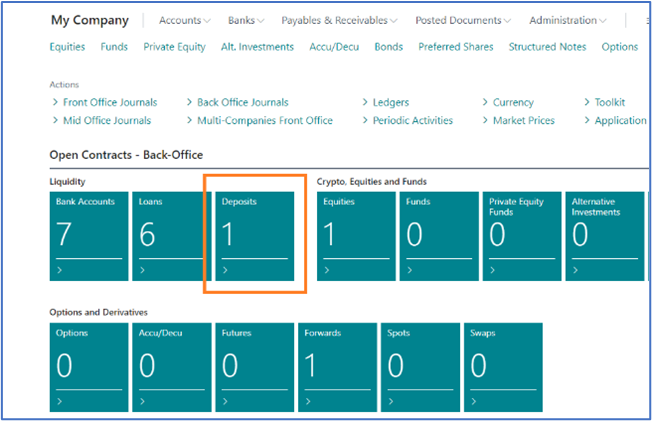 My Company Accounts Banks Payables & Receivables Posted Documents Administration
Equities Funds Private Equity Alt. Investments Accu/Decu Bonds Preferred Shares Structured Notes Options
Actions
> Front Office Journals > Back Office Journals > Ledgers > Currency > Toolkit
> Mid Office Journals > Multi-Companies Front Office > Periodic Activities > Market Prices > Application
Open Contracts - Back-Office
Liquidity Crypto, Equities and Funds
Bank Accounts Loans Deposits Equities Funds Private Equity Funds Alternative Investments
7 6 1 1 0 0 0
> > > > > > >
Options and Derivatives
Options Accu/Decu Futures Forwards Spots Swaps
0 0 0 1 0 0
> > > > > >